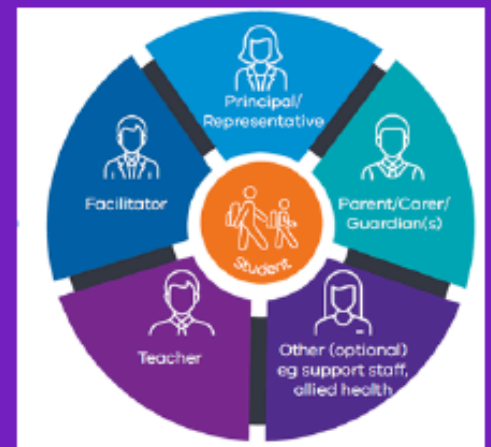 Principal/
Representative
Parent/Carer/
Guardian(s)
Other (optional)
eg support staff,
allied health
Teacher
Facilitator
Student